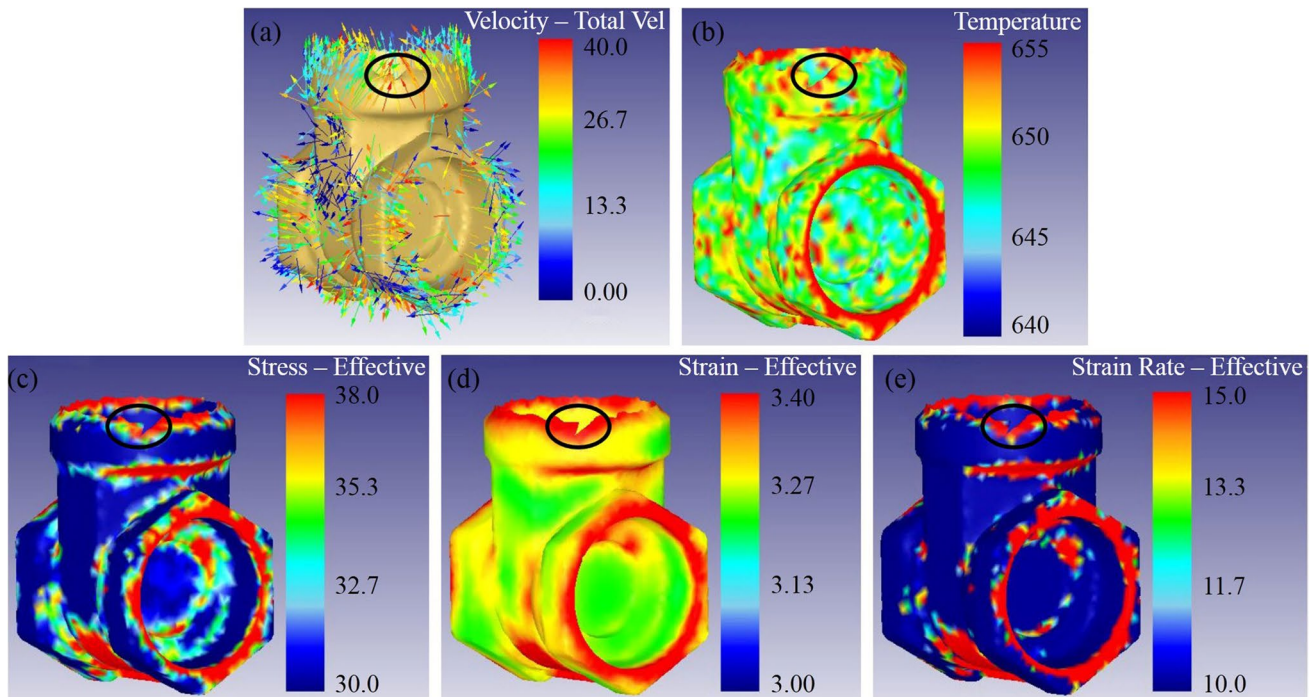 (a)
Velocity – Total Vel
40.0
26.7
13.3
0.00
(b)
Temperature
655
650
645
640
(c)
Stress – Effective
38.0
35.3
32.7
30.0
(d)
Strain – Effective
3.40
3.27
3.13
3.00
(e)
Strain Rate – Effective
15.0
13.3
11.7
10.0